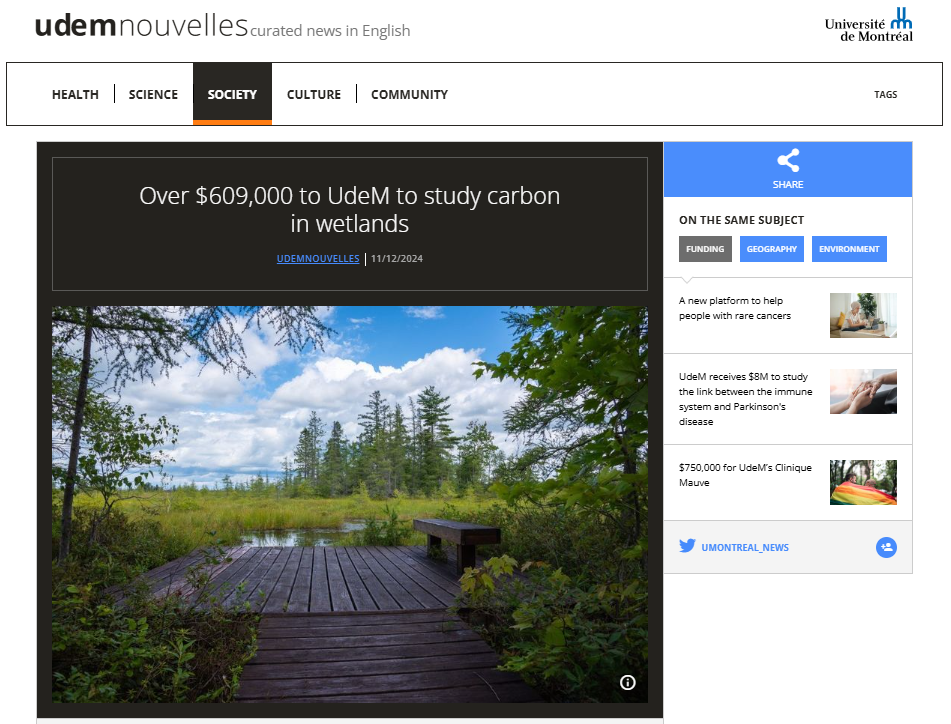 udemnouvelles curated news in English
Université
de Montréal
HEALTH
SCIENCE
SOCIETY
CULTURE
COMMUNITY
TAGS
Over $609,000 to UdeM to study carbon
in wetlands
UDEMNOUVELLES | 11/12/2024
SHARE
ON THE SAME SUBJECT
FUNDING
GEOGRAPHY
ENVIRONMENT
A new platform to help
people with rare cancers
UdeM receives $8M to study
the link between the immune
system and Parkinson's
disease
$750,000 for UdeM's Clinique
Mauve
UMONTREAL_NEWS